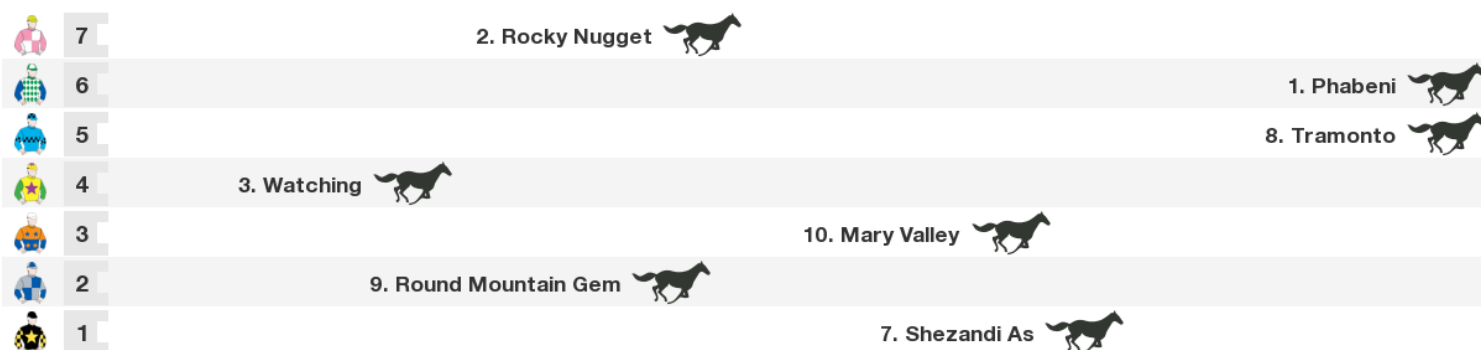 7 2. Rocky Nugget
6 1. Phabeni
5 8. Tramonto
4 3. Watching
3 10. Mary Valley
2 9. Round Mountain Gem
1 7. Shezandi As